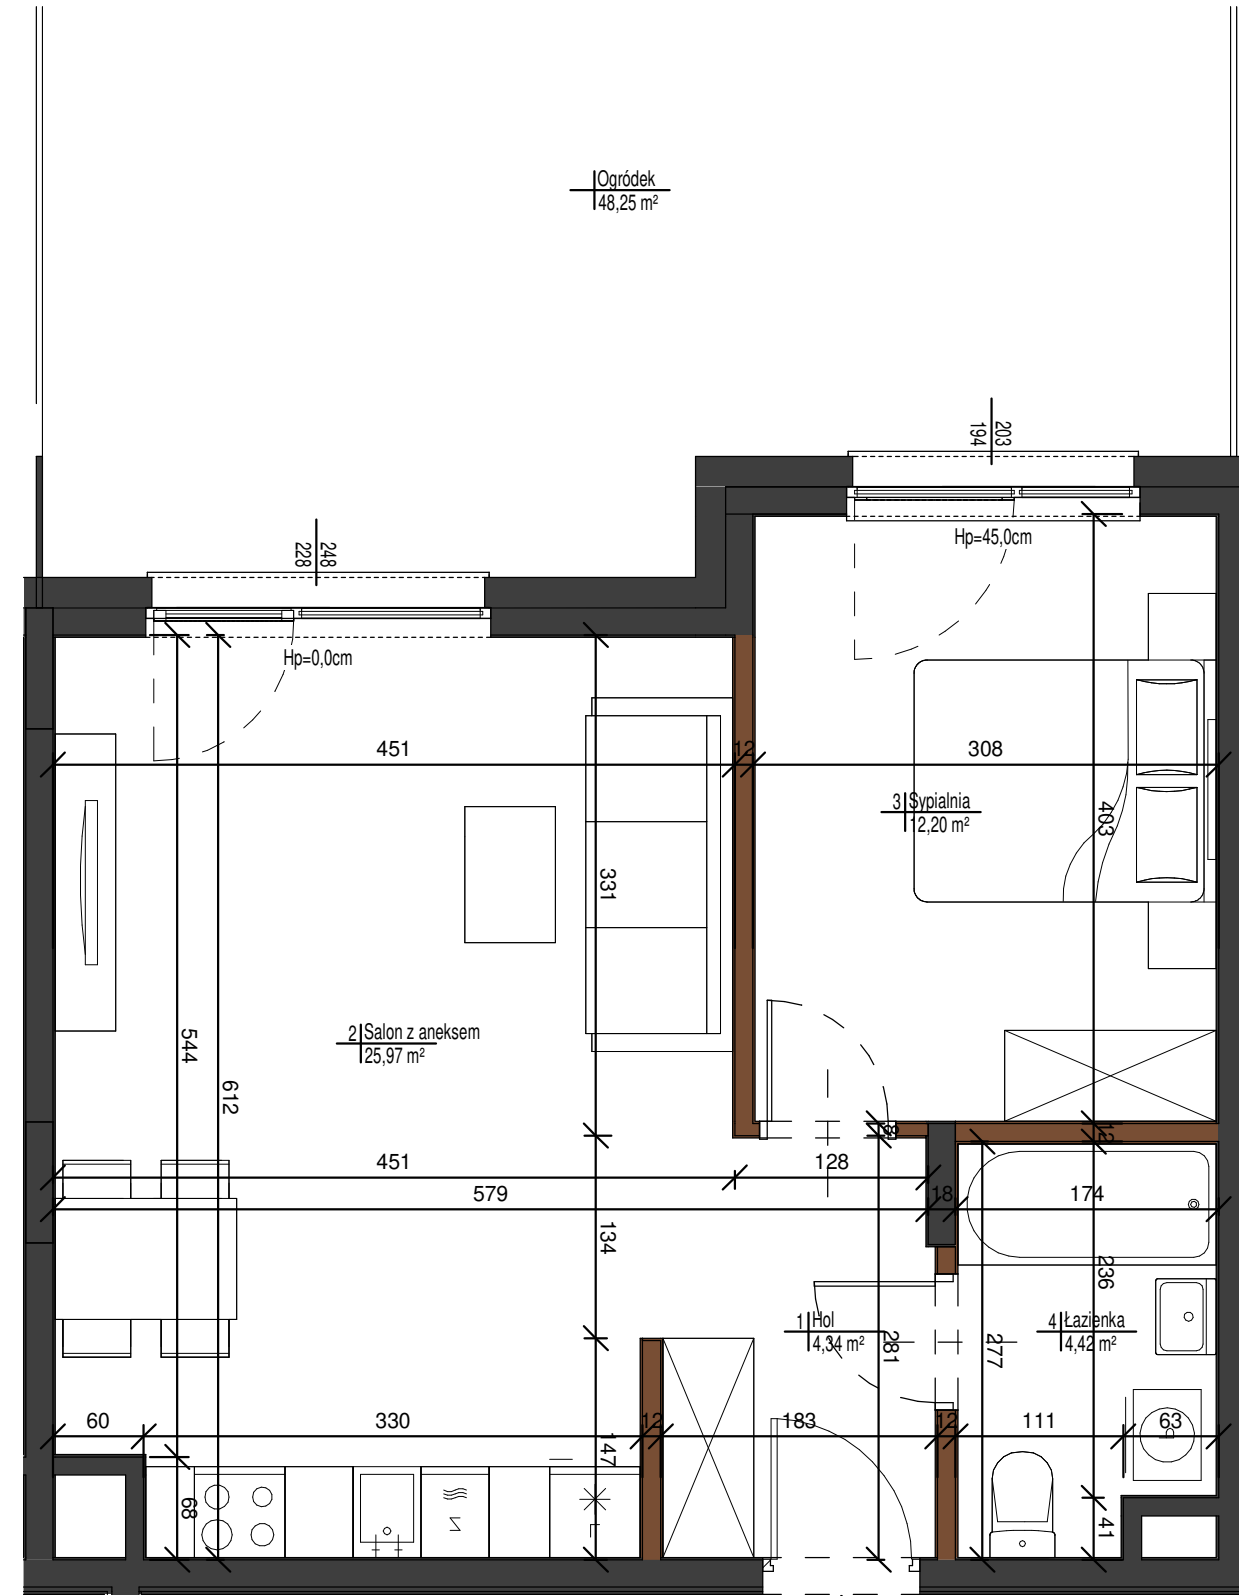 Ogródek
48,25 m²
203
194
Hp=45,0cm
248
228
Hp=0,0cm
451
12
308
3 Sypialnia
12,20 m²
403
331
2 Salon z aneksem
25,97 m²
544
612
8
12
451
128
579
18
174
134
236
1 Hol
4,34 m²
4 Łazienka
4,42 m²
281
277
60
330
12
183
12
111
63
147
68
41